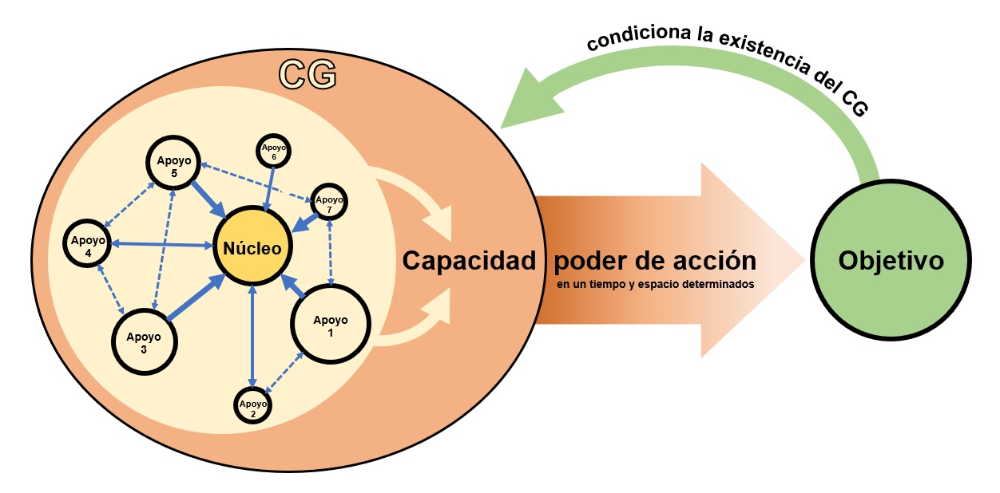 condiciona la existencia del CG
CG
Apoyo
5
Apoyo
6
Apoyo
7
Apoyo
4
Núcleo
Capacidad
poder de acción
en un tiempo y espacio determinados
Objetivo
Apoyo
3
Apoyo
1
Apoyo
2